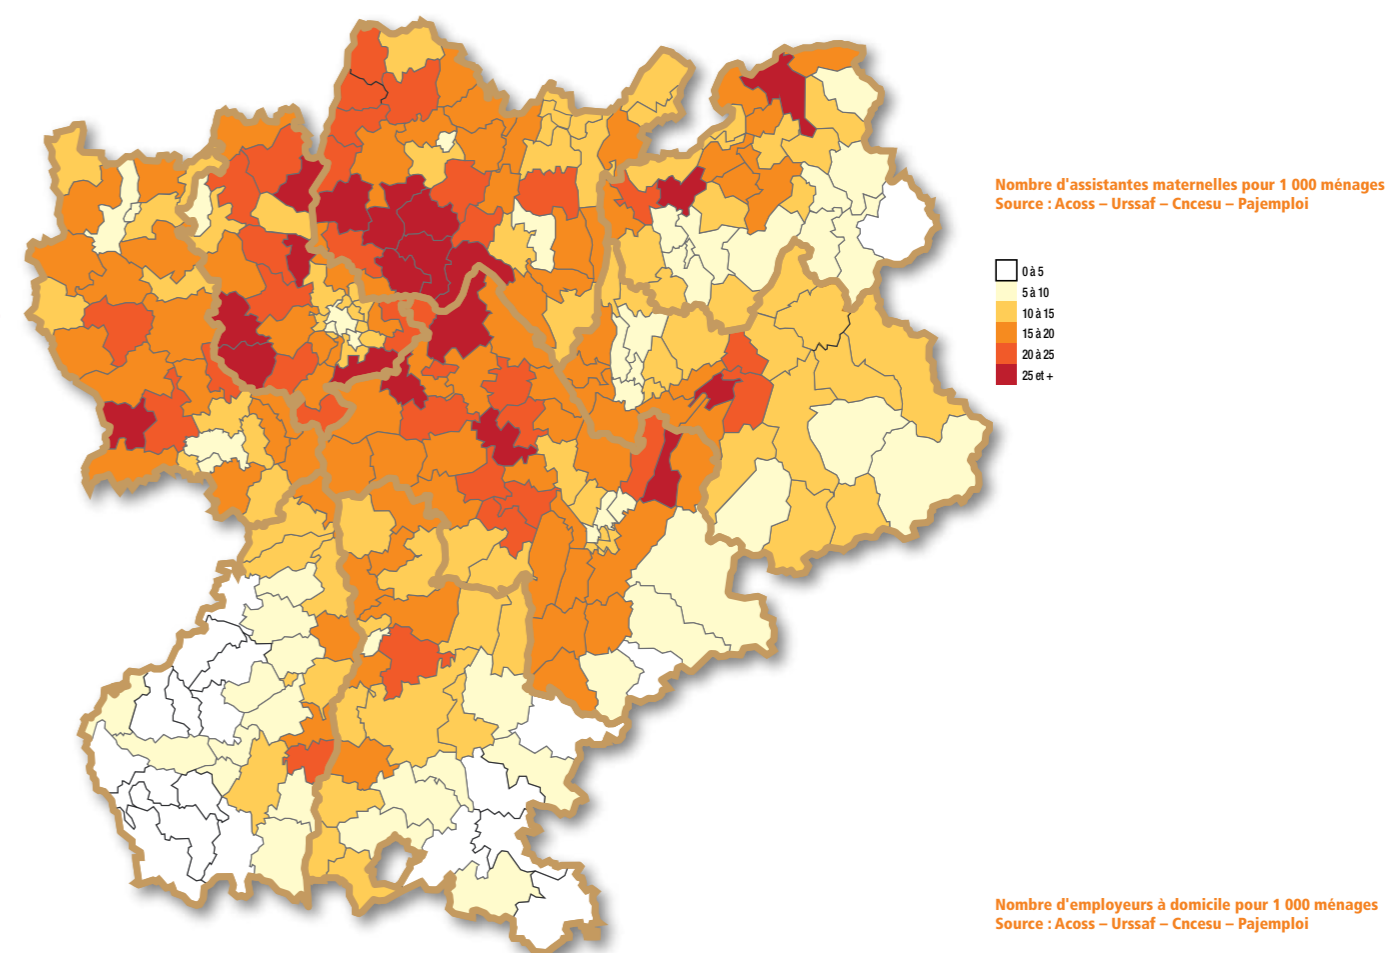 Nombre d'assistantes maternelles pour 1 000 ménages
Source : Acoss – Urssaf – Cncesu – Pajemploi
0 à 5
5 à 10
10 à 15
15 à 20
20 à 25
25 et +
Nombre d'employeurs à domicile pour 1 000 ménages
Source : Acoss – Urssaf – Cncesu – Pajemploi